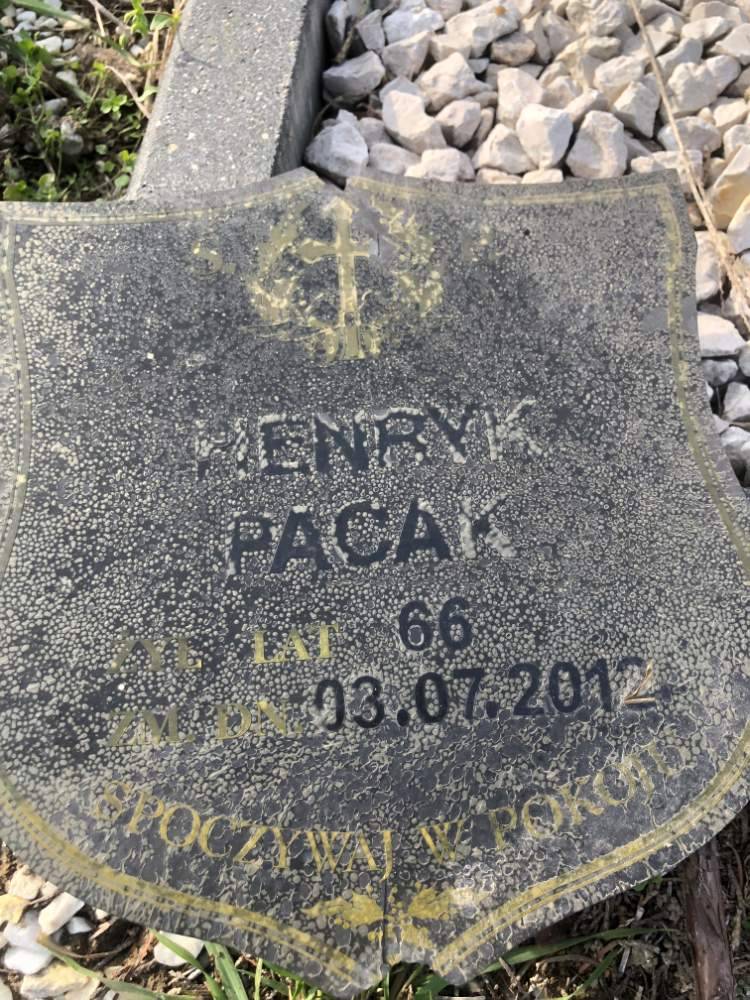 Ś. P.
HENRYK
PACAK
ŻYŁ LAT 66
ZM. DN. 03.07.2012
SPOCZYWAJ W POKOJU